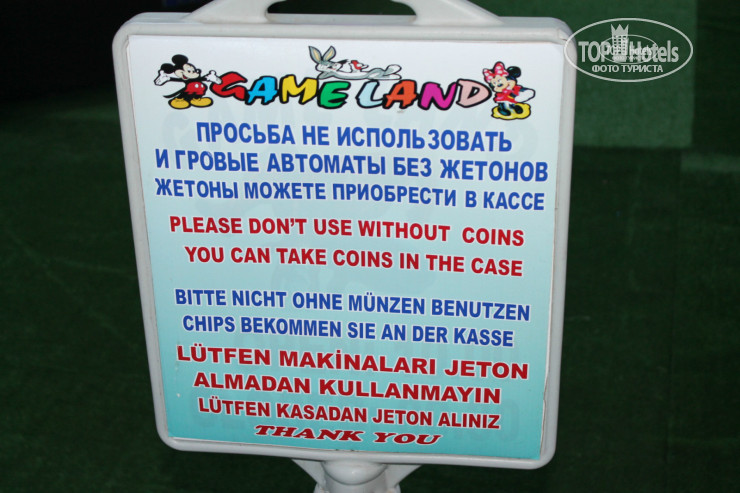 TOP Hotels
ФОТО ТУРИСТА
GAME LAND
ПРОСЬБА НЕ ИСПОЛЬЗОВАТЬ
И ГРОВЫЕ АВТОМАТЫ БЕЗ ЖЕТОНОВ
ЖЕТОНЫ МОЖЕТЕ ПРИОБРЕСТИ В КАССЕ
PLEASE DON'T USE WITHOUT COINS
YOU CAN TAKE COINS IN THE CASE
BITTE NICHT OHNE MÜNZEN BENUTZEN
CHIPS BEKOMMEN SIE AN DER KASSE
LÜTFEN MAKİNALARI JETON
ALMADAN KULLANMAYIN
LÜTFEN KASADAN JETON ALINIZ
THANK YOU